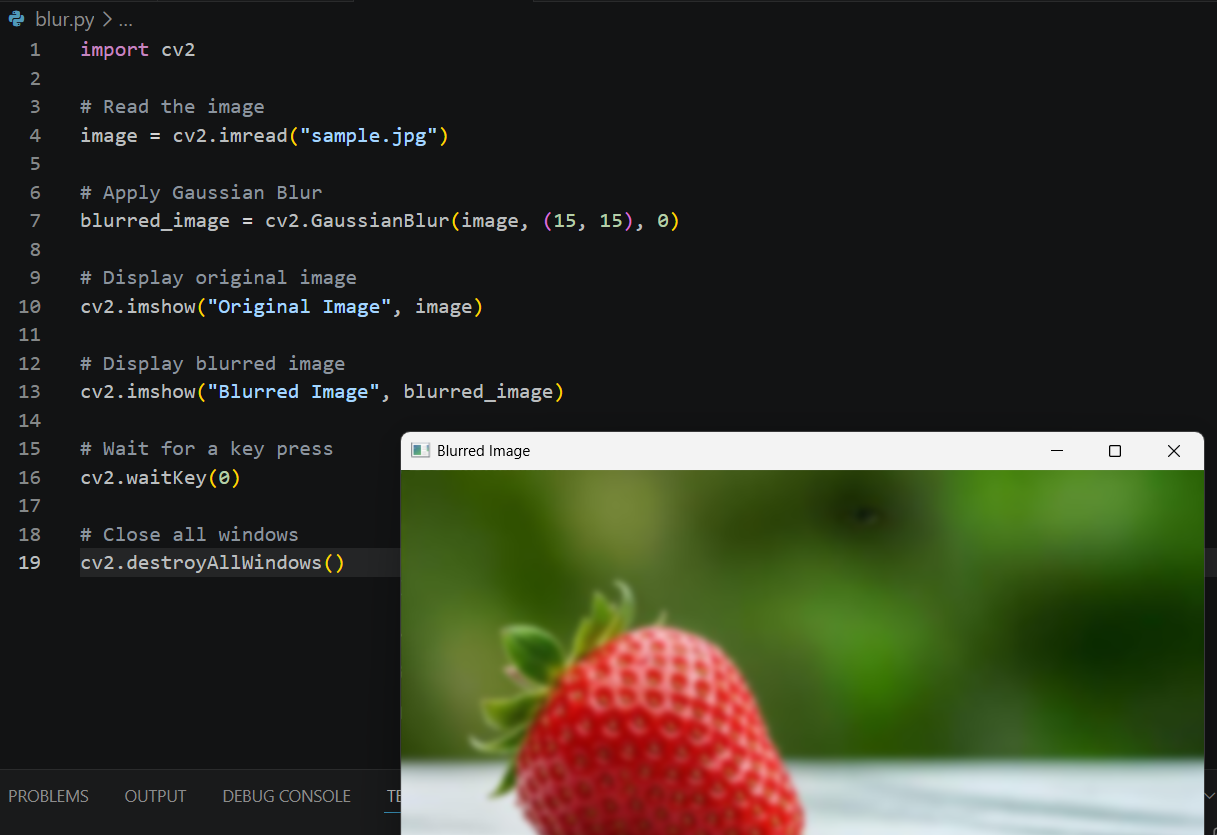 blur.py > ...
1 import cv2
2
3 # Read the image
4 image = cv2.imread("sample.jpg")
5
6 # Apply Gaussian Blur
7 blurred_image = cv2.GaussianBlur(image, (15, 15), 0)
8
9 # Display original image
10 cv2.imshow("Original Image", image)
11
12 # Display blurred image
13 cv2.imshow("Blurred Image", blurred_image)
14
15 # Wait for a key press
16 cv2.waitKey(0)
17
18 # Close all windows
19 cv2.destroyAllWindows()
Blurred Image
PROBLEMS OUTPUT DEBUG CONSOLE